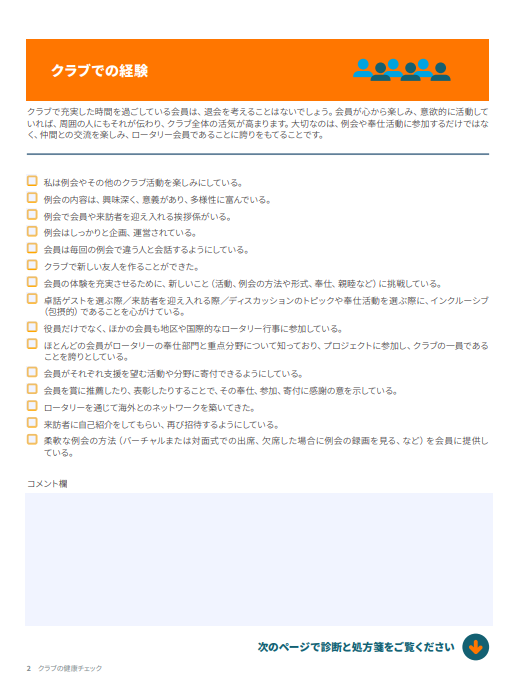 クラブでの経験
クラブで充実した時間を過ごしている会員は、退会を考えることはないでしょう。会員が心から楽しみ、意欲的に活動して
いれば、周囲の人にもそれが伝わり、クラブ全体の活気が高まります。大切なのは、例会や奉仕活動に参加するだけではな
く、仲間との交流を楽しみ、ロータリー会員であることに誇りをもてることです。
私は例会やその他のクラブ活動を楽しみにしている。
例会の内容は、興味深く、意義があり、多様性に富んでいる。
例会で会員や来訪者を迎え入れる挨拶係がいる。
例会はしっかりと企画、運営されている。
会員は毎回の例会で違う人と会話するようにしている。
クラブで新しい友人を作ることができた。
会員の体験を充実させるために、新しいこと（活動、例会の方法や形式、奉仕、親睦など）に挑戦している。
卓話ゲストを選ぶ際／来訪者を迎え入れる際／ディスカッションのトピックや奉仕活動を選ぶ際に、インクルーシブ
（包摂的）であることを心がけている。
役員だけでなく、ほかの会員も地区や国際的なロータリー行事に参加している。
ほとんどの会員がロータリーの奉仕部門と重点分野について知っており、プロジェクトに参加し、クラブの一員である
ことを誇りとしている。
会員がそれぞれ支援を望む活動や分野に寄付できるようにしている。
会員を賞に推薦したり、表彰したりすることで、その奉仕、参加、寄付に感謝の意を示している。
ロータリーを通じて海外とのネットワークを築いてきた。
来訪者に自己紹介をしてもらい、再び招待するようにしている。
柔軟な例会の方法（バーチャルまたは対面式での出席、欠席した場合に例会の録画を見る、など）を会員に提供し
ている。
コメント欄
次のページで診断と処方箋をご覧ください
2 クラブの健康チェック